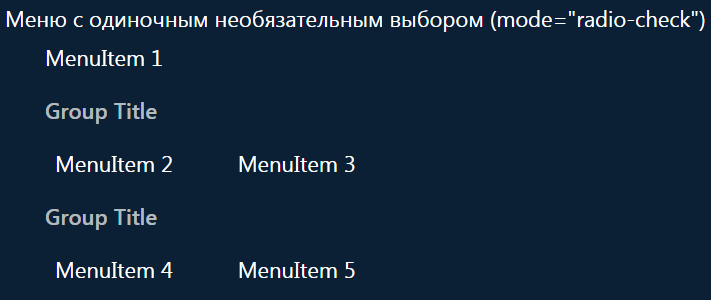 Меню с одиночным необязательным выбором (mode="radio-check")
MenuItem 1
Group Title
MenuItem 2 MenuItem 3
Group Title
MenuItem 4 MenuItem 5